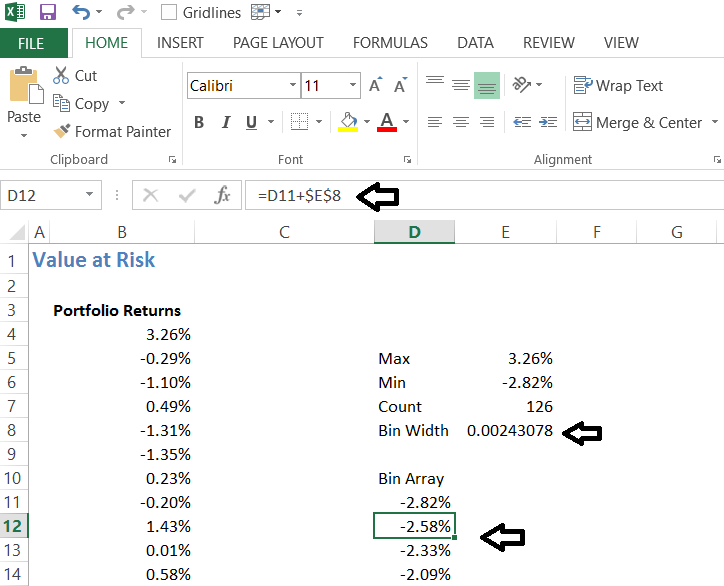 Gridlines
FILE HOME INSERT PAGE LAYOUT FORMULAS DATA REVIEW VIEW
Paste
Cut
Copy
Format Painter
Clipboard
Calibri 11 A A
B I U A
Font
Wrap Text
Merge & Center
Alignment
D12 fx =D11+$E$8
A B C D E F G
1 Value at Risk
2
3 Portfolio Returns
4 3.26%
5 -0.29% Max 3.26%
6 -1.10% Min -2.82%
7 0.49% Count 126
8 -1.31% Bin Width 0.00243078
9 -1.35%
10 0.23% Bin Array
11 -0.20% -2.82%
12 1.43% -2.58%
13 0.01% -2.33%
14 0.58% -2.09%